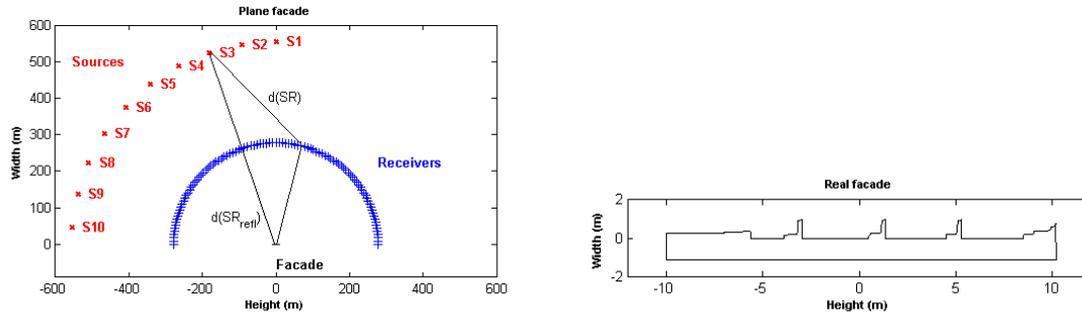 Plane facade
600
500
400
300
200
100
0
Width (m)
Sources
S1
S2
S3
S4
S5
S6
S7
S8
S9
S10
d(SR)
d(SRrefl)
Receivers
Facade
-600
-400
-200
0
200
400
600
Height (m)
Real facade
2
0
-2
Width (m)
-10
-5
0
5
10
Height (m)